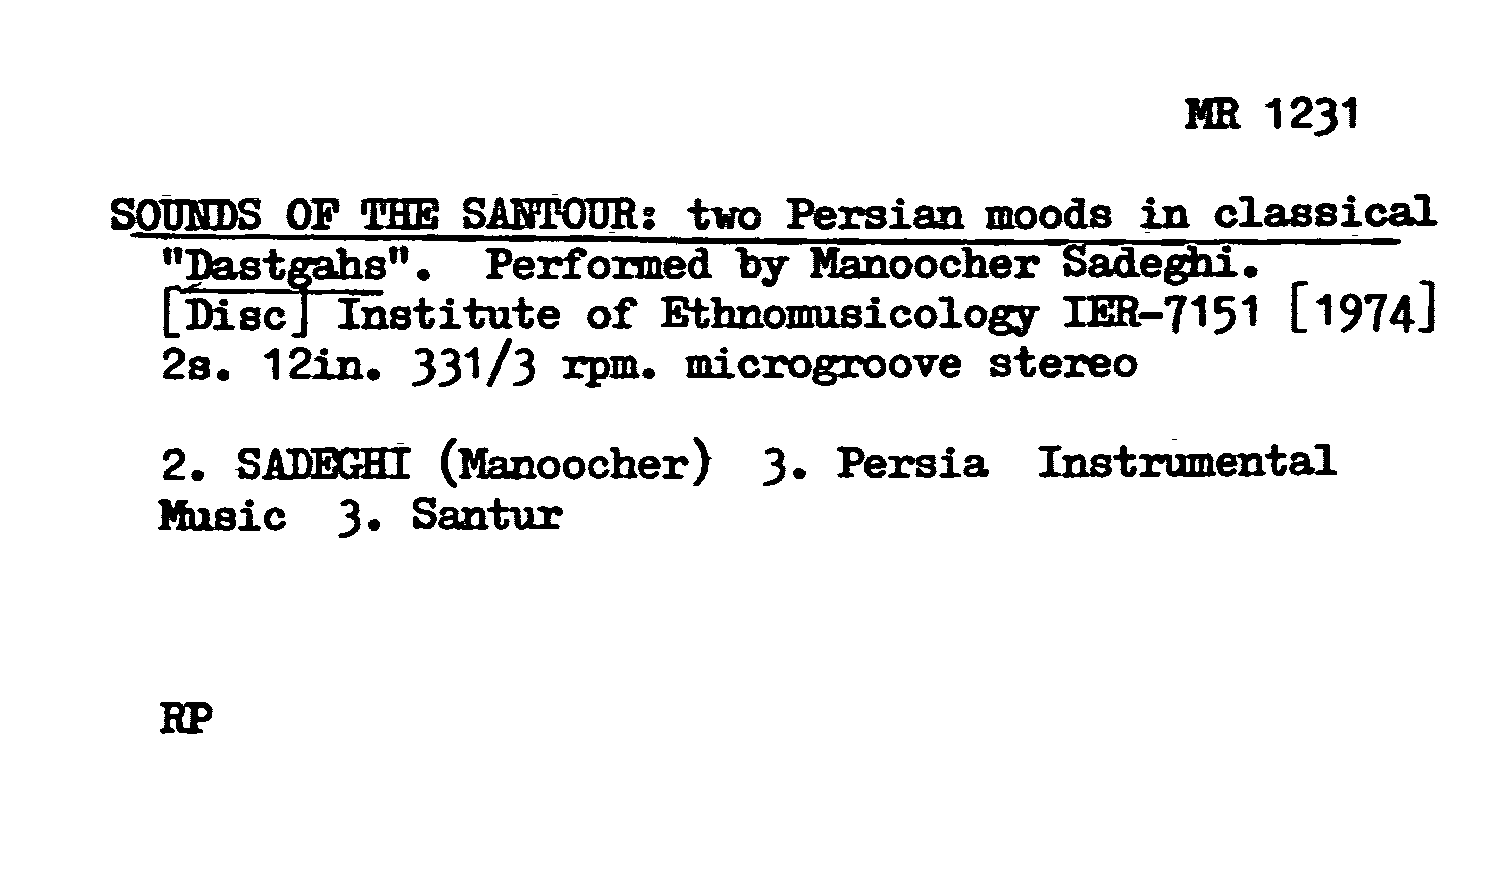 MR 1231
SOUNDS OF THE SANTOUR: two Persian moods in classical
"Dastgahs". Performed by Manoocher Sadeghi.
[Disc] Institute of Ethnomusicology IER-7151 [1974]
2s. 12in. 331/3 rpm. microgroove stereo
2. SADEGHI (Manoocher) 3. Persia Instrumental
Music 3. Santur
RP